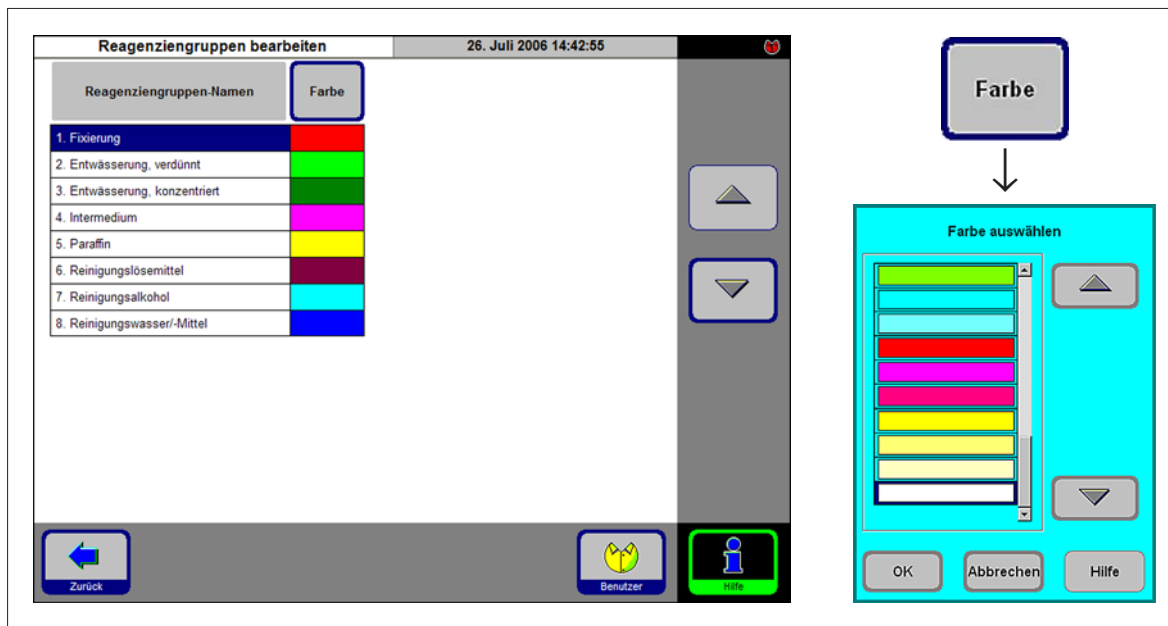 Reagenziengruppen bearbeiten
26. Juli 2006 14:42:55
Reagenziengruppen-Namen
Farbe
1. Fixierung
2. Entwässerung, verdünnt
3. Entwässerung, konzentriert
4. Intermedium
5. Paraffin
6. Reinigungslösemittel
7. Reinigungsalkohol
8. Reinigungswasser/-Mittel
Zurück
Benutzer
Hilfe
Farbe
Farbe auswählen
OK
Abbrechen
Hilfe